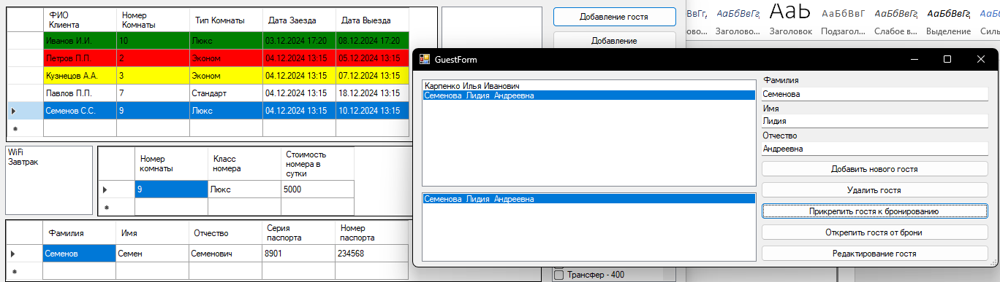 ФИО Клиента
Номер Комнаты
Тип Комнаты
Дата Заезда
Дата Выезда
Иванов И.И. 10 Люкс 03.12.2024 17:20 08.12.2024 17:20
Петров П.П. 2 Эконом 04.12.2024 13:15 05.12.2024 13:15
Кузнецов А.А. 3 Эконом 04.12.2024 13:15 07.12.2024 13:15
Павлов П.П. 7 Стандарт 04.12.2024 13:15 18.12.2024 13:15
Семенов С.С. 9 Люкс 04.12.2024 13:15 10.12.2024 13:15
WiFi
Завтрак
Номер комнаты
Класс номера
Стоимость номера в сутки
9 Люкс 5000
Фамилия
Имя
Отчество
Серия паспорта
Номер паспорта
Семенов Семен Семенович 8901 234568
Добавление гостя
Добавление
АаБбВвГг, АаБбВ АаБбВвГ АаБбВвГг, АаБбВвГг,
Заголово... Заголовок Подзагол... Слабое в... Выделение
GuestForm
Карпенко Илья Иванович
Семенова Лидия Андреевна
Семенова Лидия Андреевна
Фамилия
Семенова
Имя
Лидия
Отчество
Андреевна
Добавить нового гостя
Удалить гостя
Прикрепить гостя к бронированию
Открепить гостя от брони
Редактирование гостя
Трансфер - 400